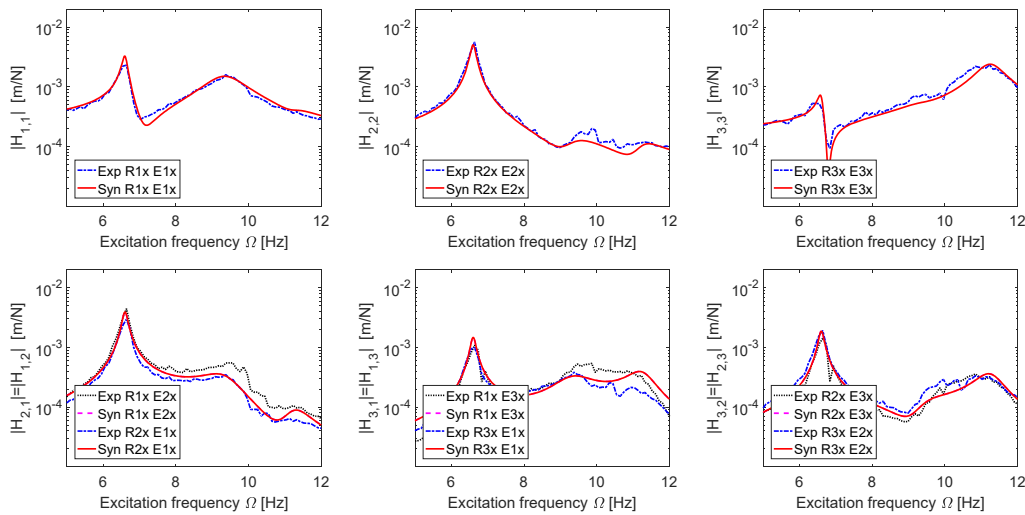 |H1,1| [m/N]
10-2
10-3
10-4
Exp R1x E1x
Syn R1x E1x
6 8 10 12
Excitation frequency Ω [Hz]
|H2,2| [m/N]
10-2
10-3
10-4
Exp R2x E2x
Syn R2x E2x
6 8 10 12
Excitation frequency Ω [Hz]
|H3,3| [m/N]
10-2
10-3
10-4
Exp R3x E3x
Syn R3x E3x
6 8 10 12
Excitation frequency Ω [Hz]
|H2,1|=|H1,2| [m/N]
10-2
10-3
10-4
Exp R1x E2x
Syn R1x E2x
Exp R2x E1x
Syn R2x E1x
6 8 10 12
Excitation frequency Ω [Hz]
|H3,1|=|H1,3| [m/N]
10-2
10-3
10-4
Exp R1x E3x
Syn R1x E3x
Exp R3x E1x
Syn R3x E1x
6 8 10 12
Excitation frequency Ω [Hz]
|H3,2|=|H2,3| [m/N]
10-2
10-3
10-4
Exp R2x E3x
Syn R2x E3x
Exp R3x E2x
Syn R3x E2x
6 8 10 12
Excitation frequency Ω [Hz]